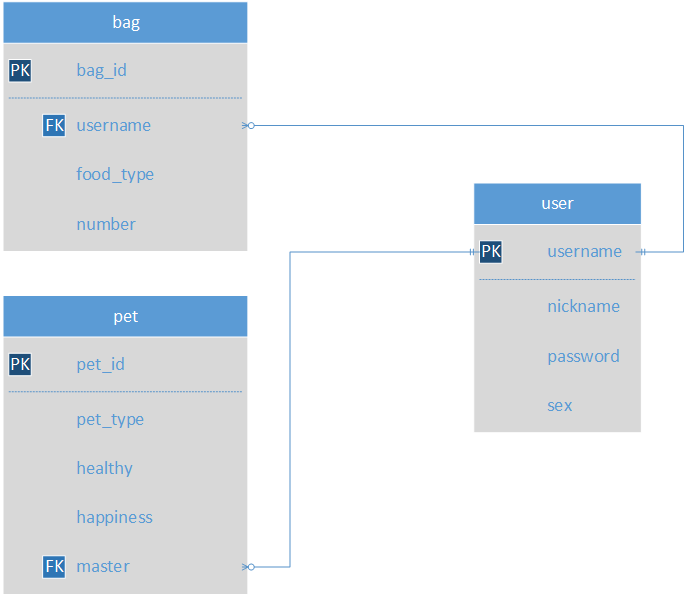 bag
PK bag_id
FK username
food_type
number
user
PK username
nickname
password
sex
pet
PK pet_id
pet_type
healthy
happiness
FK master